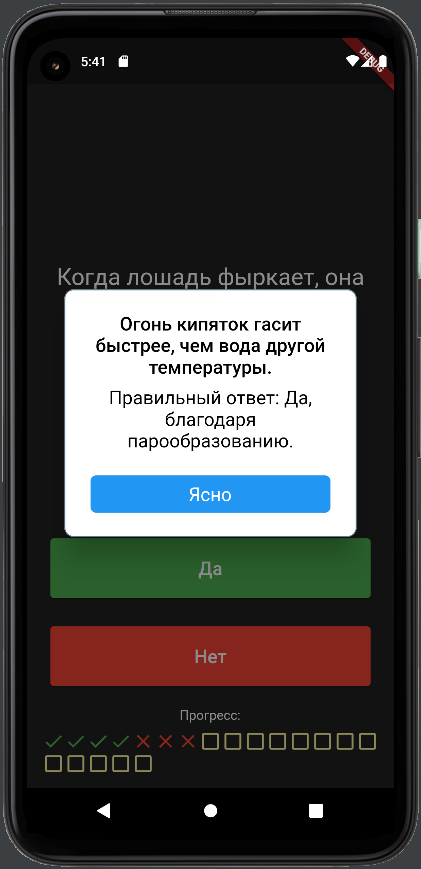 5:41
DEBUG
Когда лошадь фыркает, она
Огонь кипяток гасит
быстрее, чем вода другой
температуры.
Правильный ответ: Да,
благодаря
парообразованию.
Ясно
Да
Нет
Прогресс: